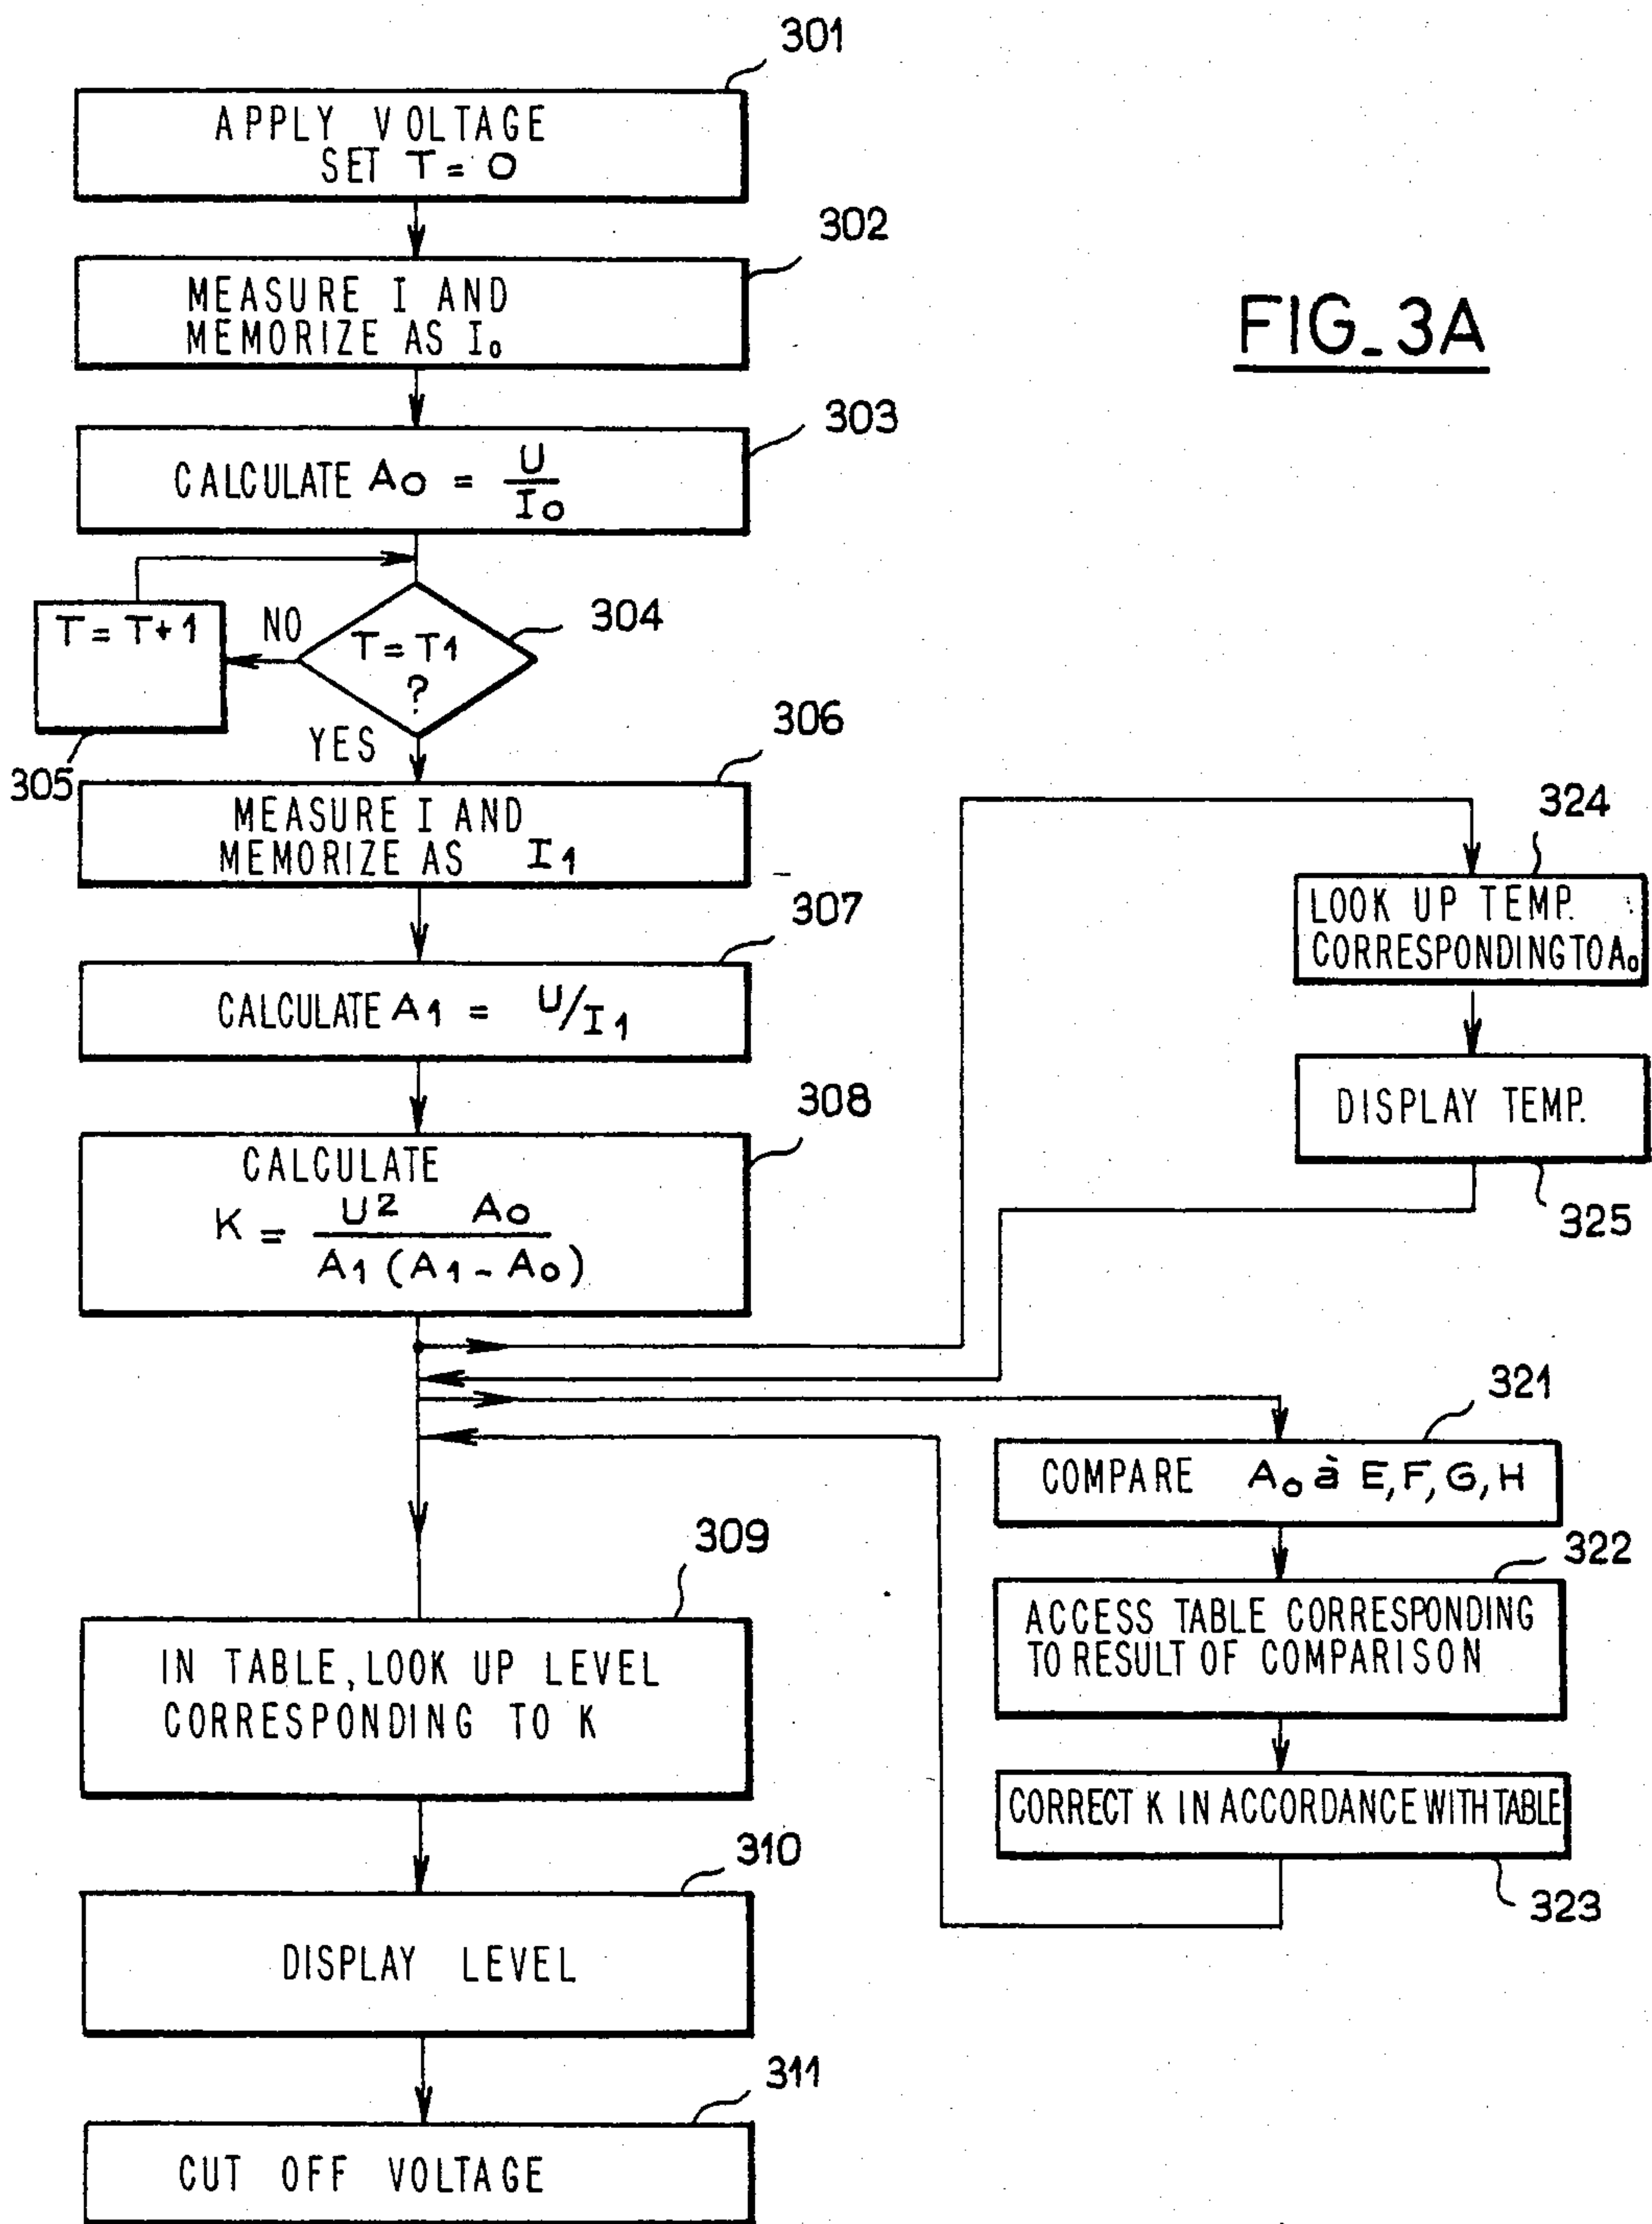 301
APPLY VOLTAGE
SET T = 0
302
MEASURE I AND
MEMORIZE AS I₀
FIG_3A
303
CALCULATE A₀ = U / I₀
304
T = T1
?
NO
T = T+1
305
YES
306
MEASURE I AND
MEMORIZE AS I₁
307
CALCULATE A₁ = U/I₁
308
CALCULATE
K = U² A₀ / A₁ (A₁ - A₀)
324
LOOK UP TEMP.
CORRESPONDING TO A₀
DISPLAY TEMP.
325
321
COMPARE A₀ à E, F, G, H
322
ACCESS TABLE CORRESPONDING
TO RESULT OF COMPARISON
CORRECT K IN ACCORDANCE WITH TABLE
323
309
IN TABLE, LOOK UP LEVEL
CORRESPONDING TO K
310
DISPLAY LEVEL
311
CUT OFF VOLTAGE